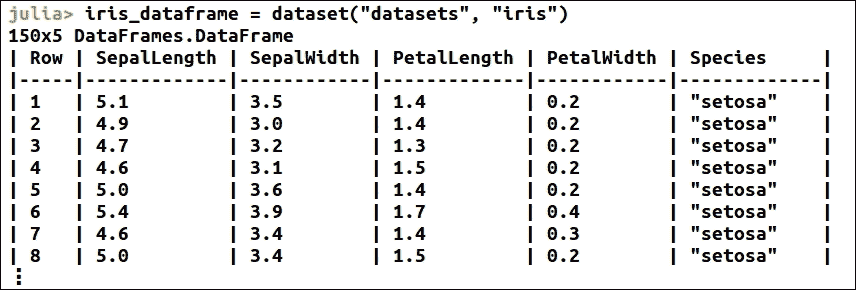 julia> iris_dataframe = dataset("datasets", "iris")
150x5 DataFrames.DataFrame
| Row | SepalLength | SepalWidth | PetalLength | PetalWidth | Species     |
|-----|-------------|------------|-------------|------------|-------------|
| 1   | 5.1         | 3.5        | 1.4         | 0.2        | "setosa"    |
| 2   | 4.9         | 3.0        | 1.4         | 0.2        | "setosa"    |
| 3   | 4.7         | 3.2        | 1.3         | 0.2        | "setosa"    |
| 4   | 4.6         | 3.1        | 1.5         | 0.2        | "setosa"    |
| 5   | 5.0         | 3.6        | 1.4         | 0.2        | "setosa"    |
| 6   | 5.4         | 3.9        | 1.7         | 0.4        | "setosa"    |
| 7   | 4.6         | 3.4        | 1.4         | 0.3        | "setosa"    |
| 8   | 5.0         | 3.4        | 1.5         | 0.2        | "setosa"    |
⋮